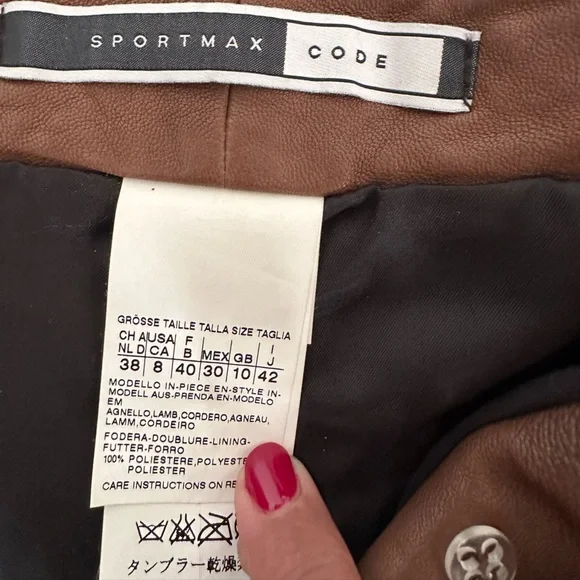 SPORTMAX CODE
GRÖSSE TAILLE TALLA SIZE TAGLIA
CH A USA F I
NL D CA B MEX GB J
38 8 40 30 10 42
MODELLO IN-PIECE EN-STYLE IN-
MODELL AUS-PRENDA EN-MODELO
EM
AGNELLO,LAMB,CORDERO,AGNEAU,
LAMM,CORDEIRO
FODERA-DOUBLURE-LINING-
FUTTER-FORRO
100% POLIESTERE,POLYESTE
POLIESTER
CARE INSTRUCTIONS ON RE
タンブラー乾燥